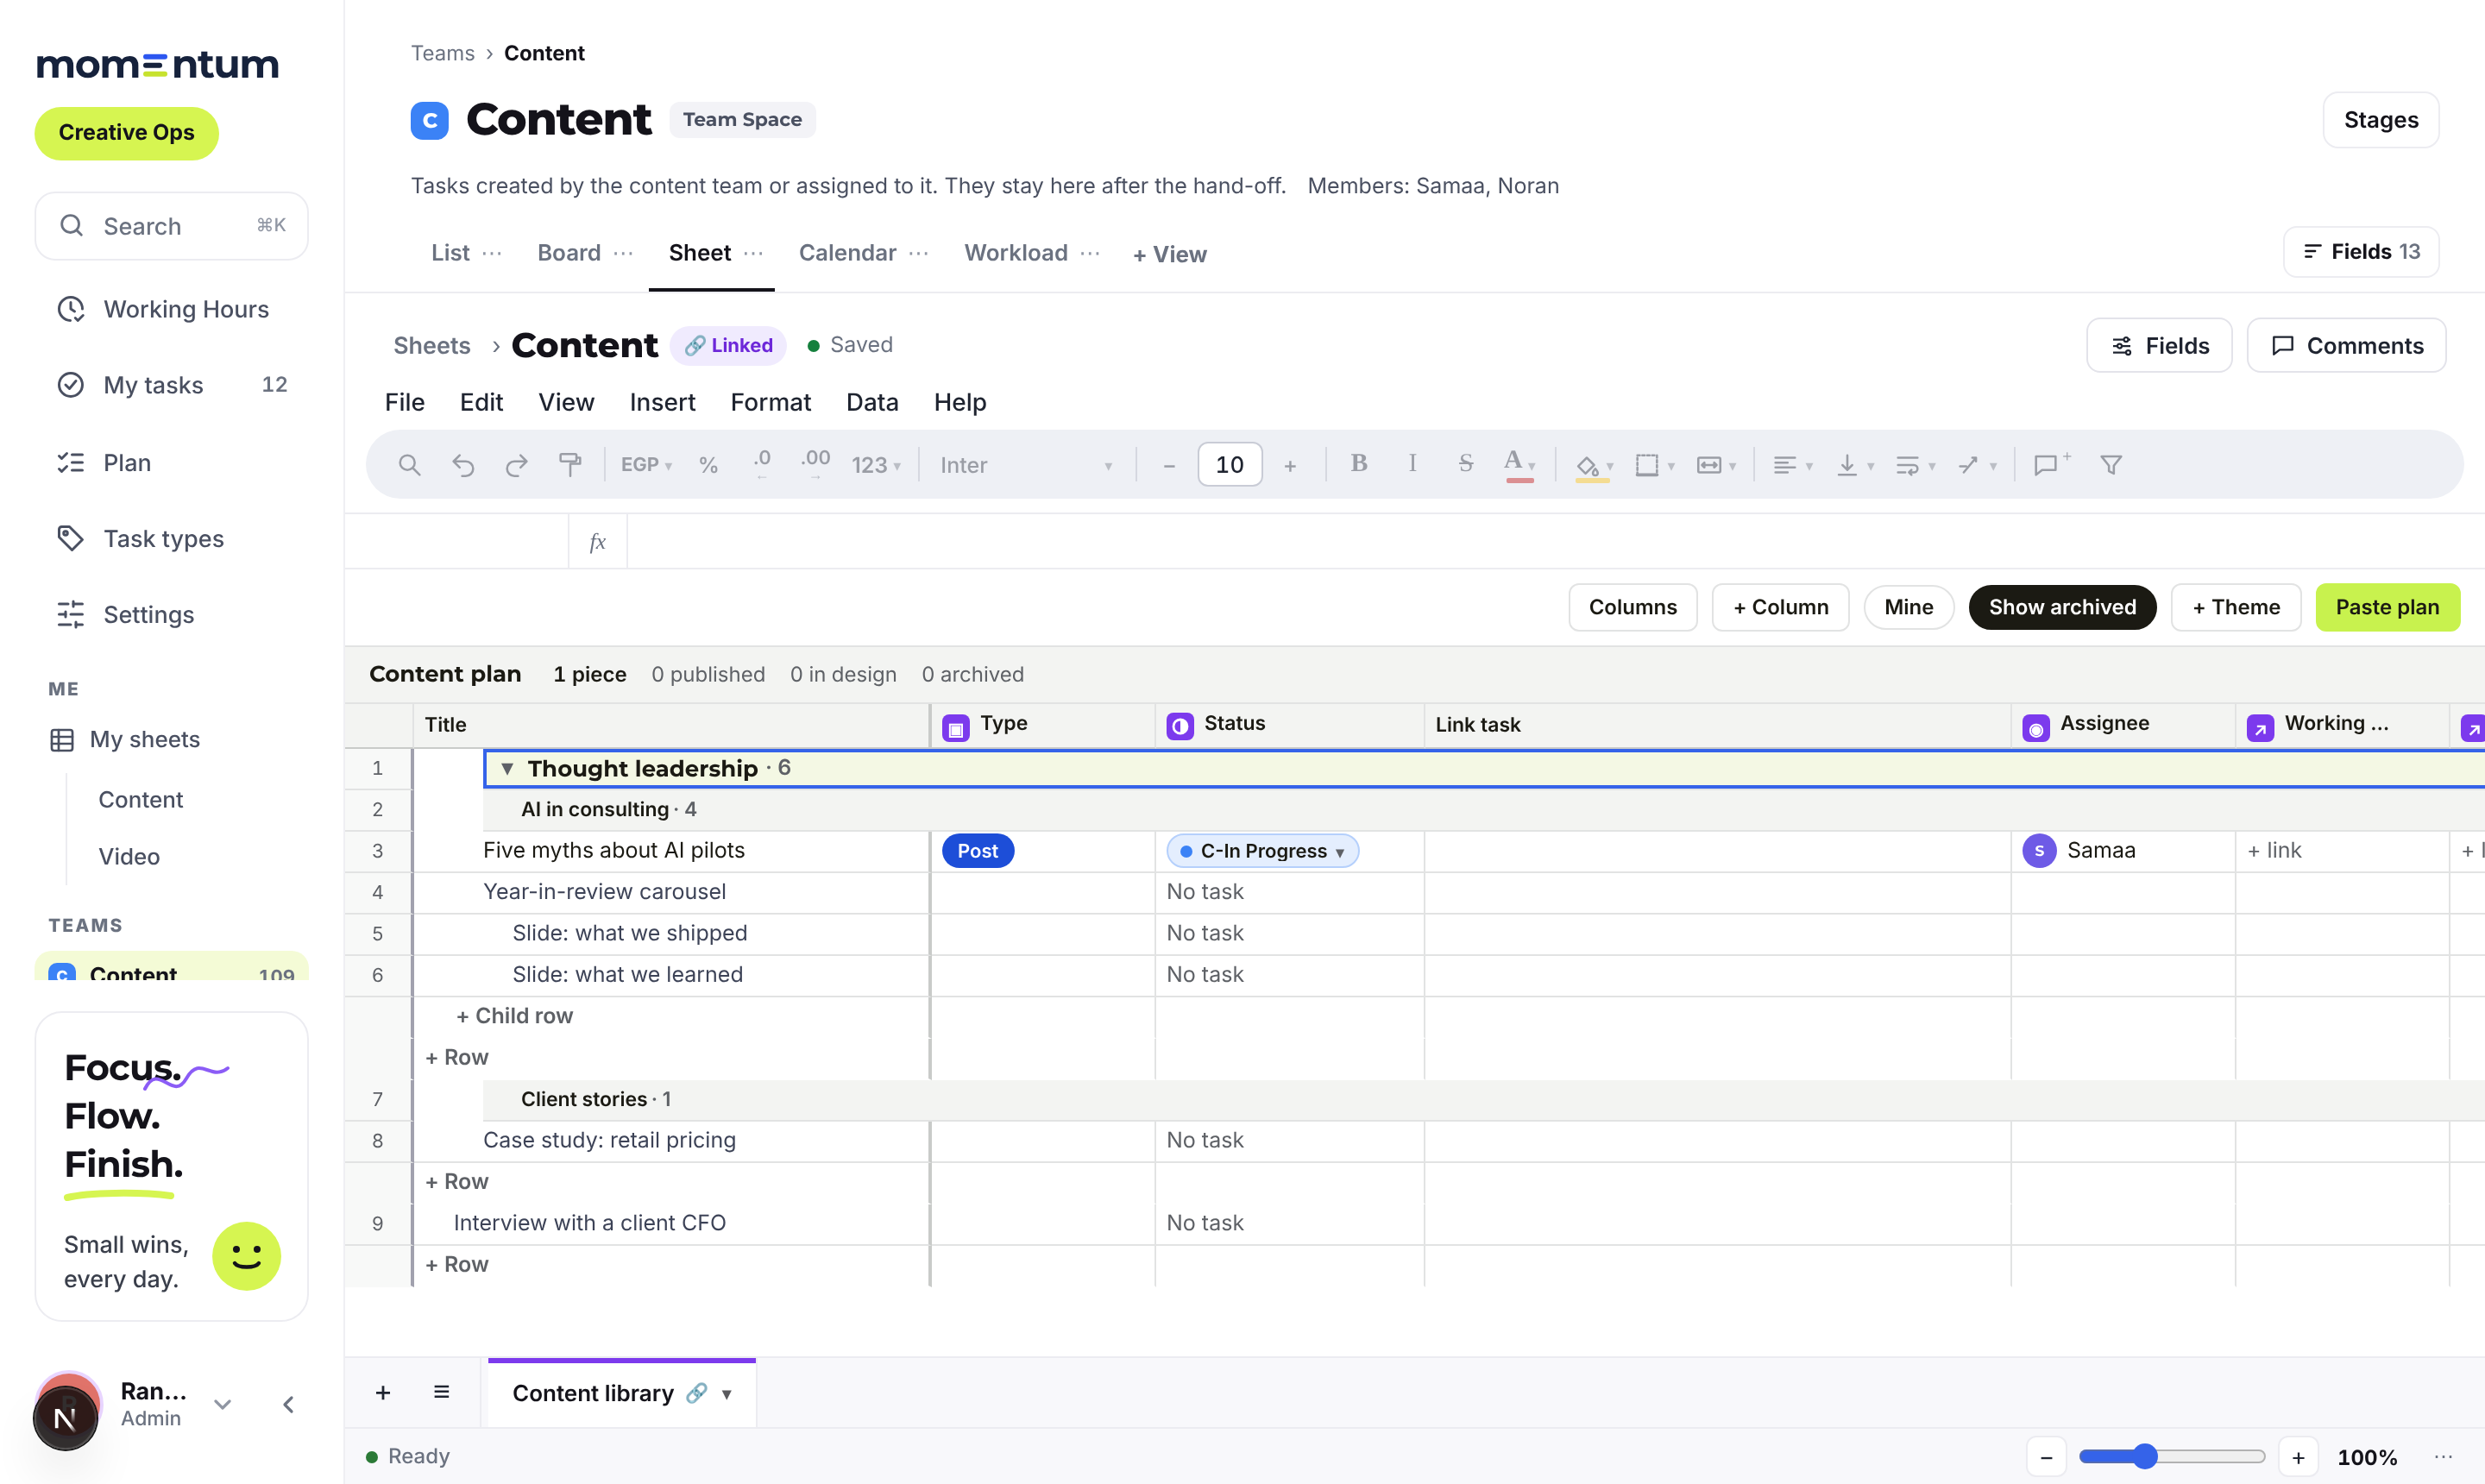 momentum
Creative Ops
Search ⌘K
Working Hours
My tasks 12
Plan
Task types
Settings
ME
My sheets
Content
Video
TEAMS
C Content 109
Focus.
Flow.
Finish.
Small wins,
every day.
N
Ran...
Admin
Teams › Content
C Content Team Space
Stages
Tasks created by the content team or assigned to it. They stay here after the hand-off. Members: Samaa, Noran
List ··· Board ··· Sheet ··· Calendar ··· Workload ··· + View
Fields 13
Sheets › Content 🔗 Linked Saved
Fields Comments
File Edit View Insert Format Data Help
EGP ▾ % .0 .00 123 ▾ Inter ▾ – 10 + B I S A
fx
Columns + Column Mine Show archived + Theme Paste plan
Content plan 1 piece 0 published 0 in design 0 archived
Title Type Status Link task Assignee Working ...
1 ▼ Thought leadership · 6
2 AI in consulting · 4
3 Five myths about AI pilots Post C-In Progress ▾ S Samaa + link +
4 Year-in-review carousel No task
5 Slide: what we shipped No task
6 Slide: what we learned No task
+ Child row
+ Row
7 Client stories · 1
8 Case study: retail pricing No task
+ Row
9 Interview with a client CFO No task
+ Row
+ ≡ Content library 🔗 ▾
Ready
– + 100% ···